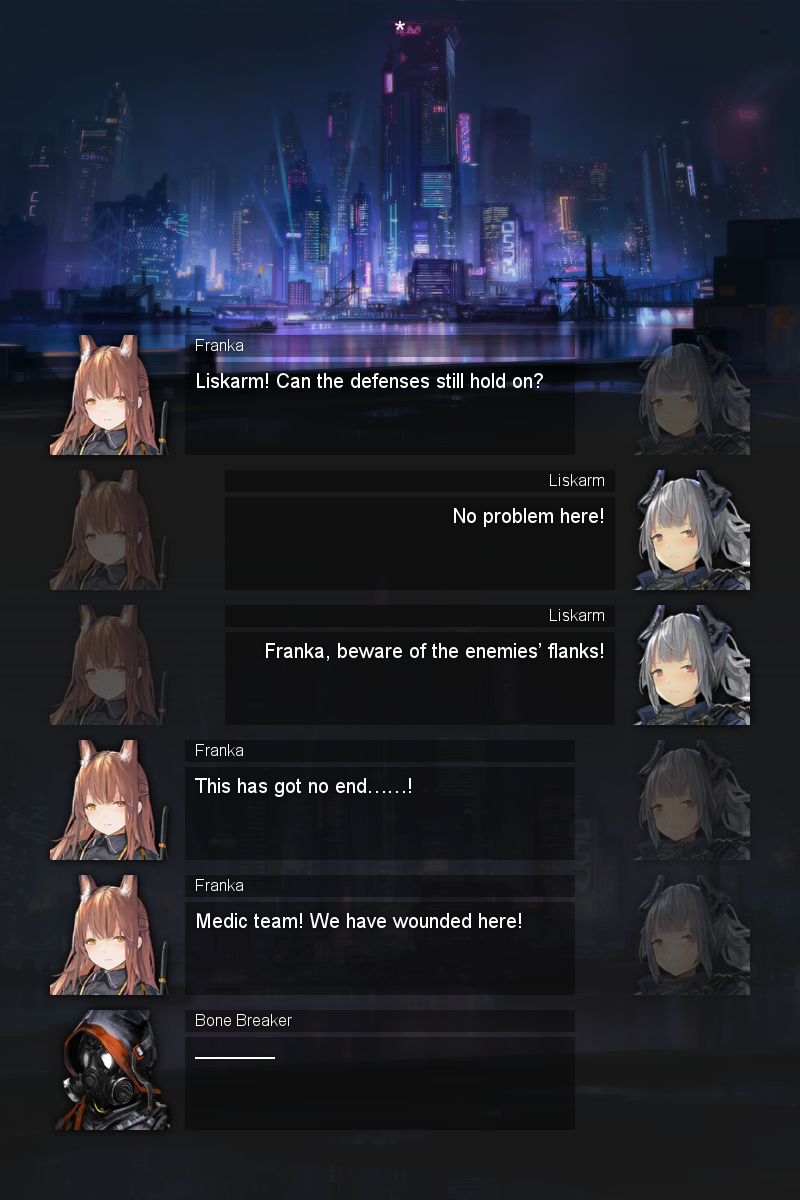 *
Franka
Liskarm! Can the defenses still hold on?
Liskarm
No problem here!
Liskarm
Franka, beware of the enemies’ flanks!
Franka
This has got no end……!
Franka
Medic team! We have wounded here!
Bone Breaker
————